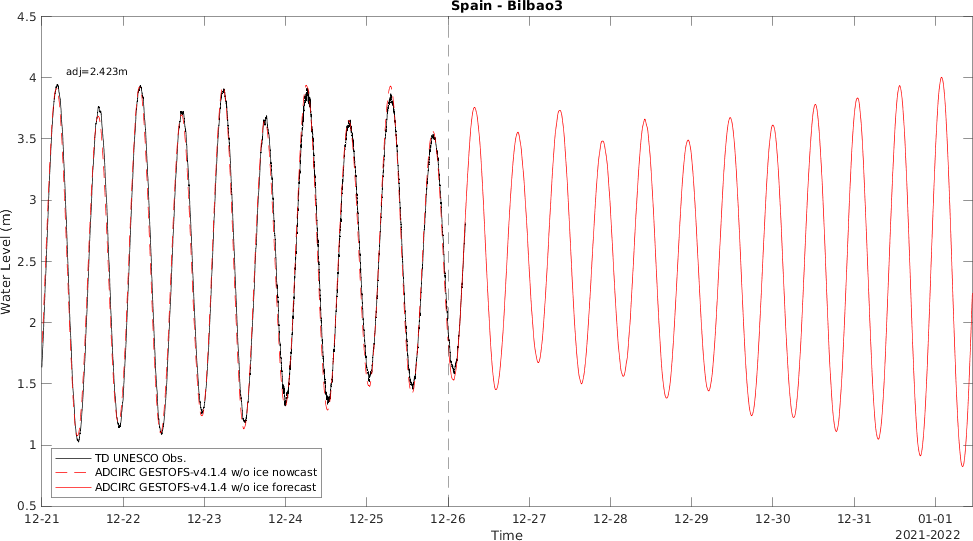 Spain - Bilbao3
adj=2.423m
Water Level (m)
4.5
4
3.5
3
2.5
2
1.5
1
0.5
TD UNESCO Obs.
ADCIRC GESTOFS-v4.1.4 w/o ice nowcast
ADCIRC GESTOFS-v4.1.4 w/o ice forecast
12-21 12-22 12-23 12-24 12-25 12-26 12-27 12-28 12-29 12-30 12-31 01-01
Time
2021-2022